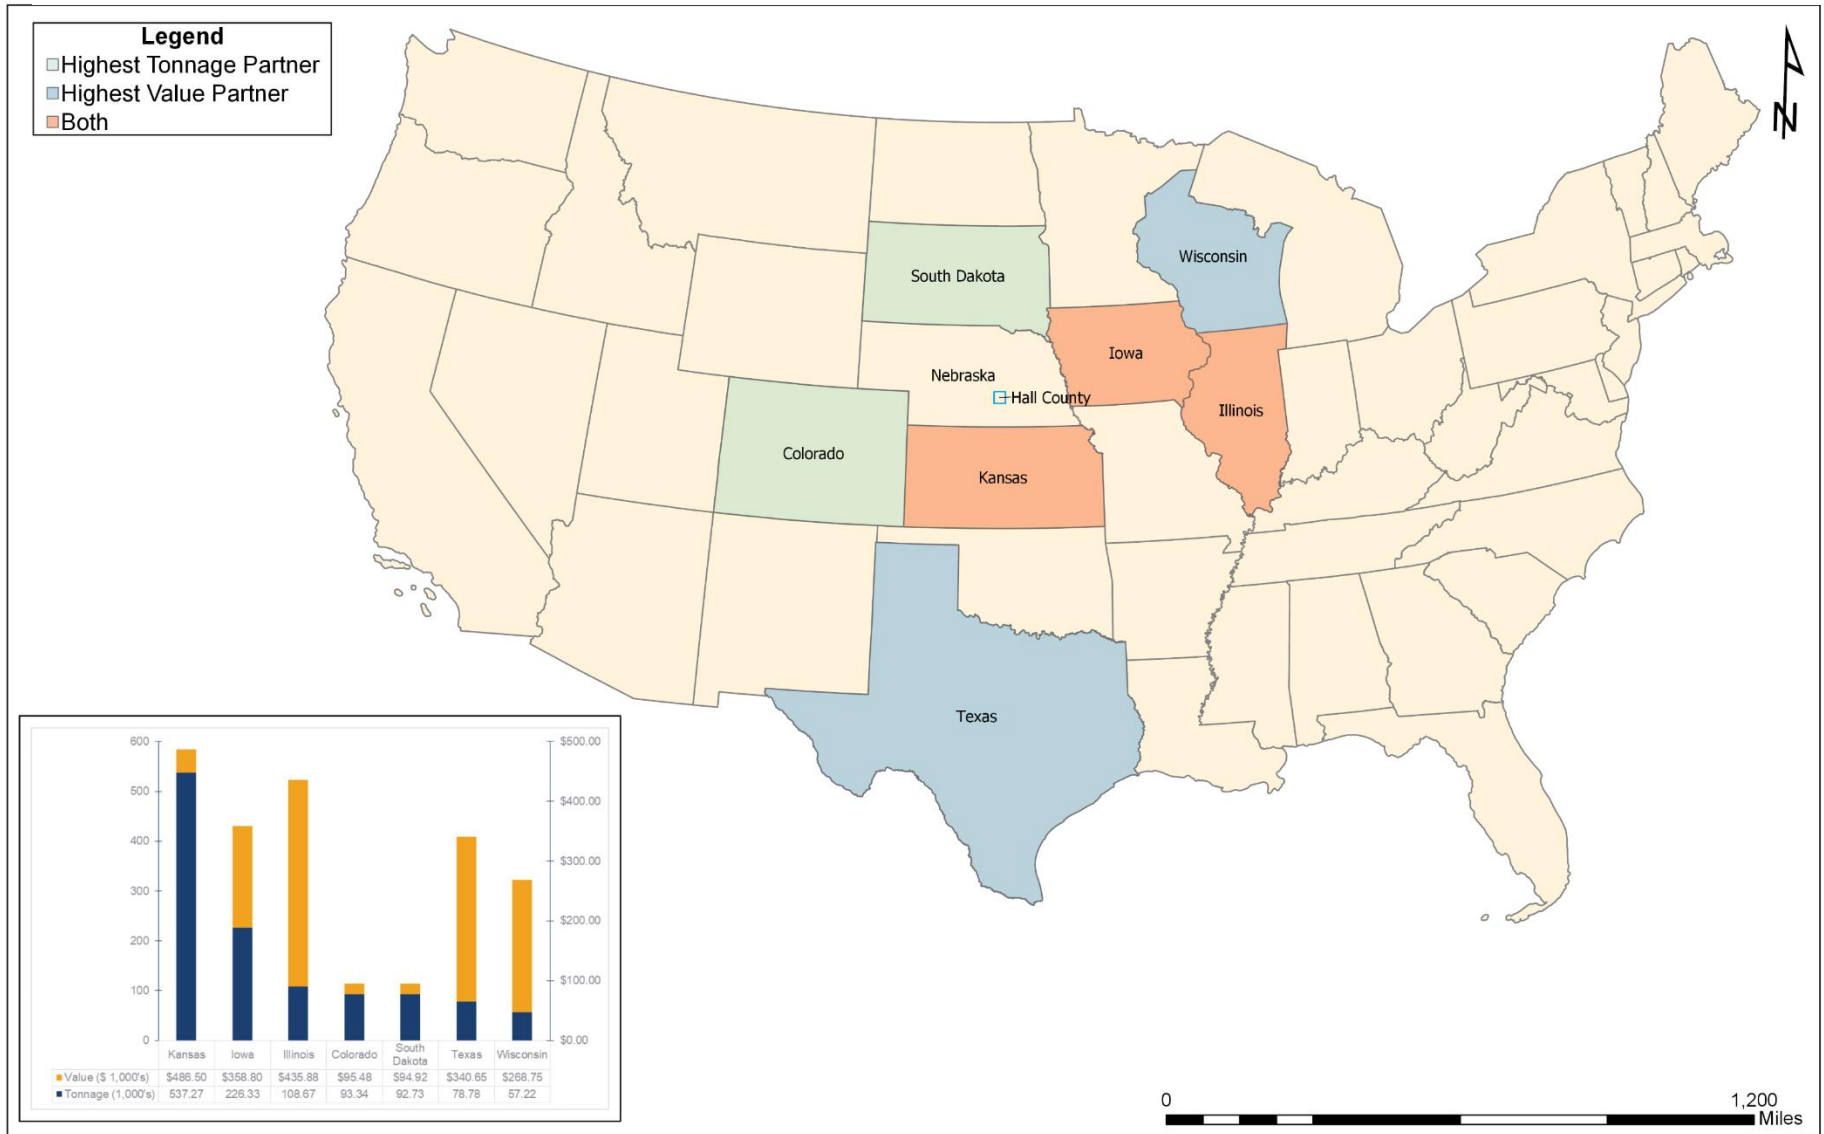 Legend
Highest Tonnage Partner
Highest Value Partner
Both
N
Wisconsin
South Dakota
Iowa
Nebraska
Hall County
Illinois
Colorado
Kansas
Texas
600
500
400
300
200
100
0
$500.00
$400.00
$300.00
$200.00
$100.00
$0.00
Kansas Iowa Illinois Colorado South Dakota Texas Wisconsin
Value ($ 1,000's) $486.50 $358.80 $435.88 $95.48 $94.92 $340.65 $268.75
Tonnage (1,000's) 537.27 226.33 108.67 93.34 92.73 78.78 57.22
0 1,200
Miles